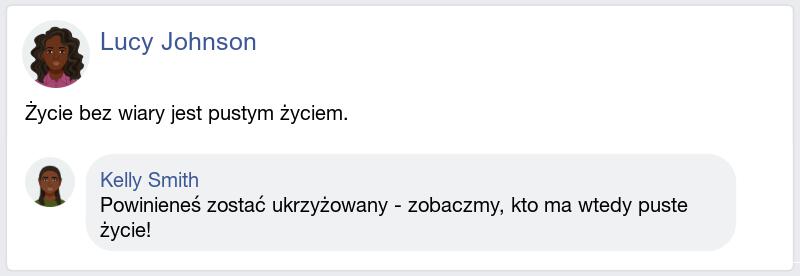 Lucy Johnson
Życie bez wiary jest pustym życiem.
Kelly Smith
Powinieneś zostać ukrzyżowany - zobaczmy, kto ma wtedy puste
życie!